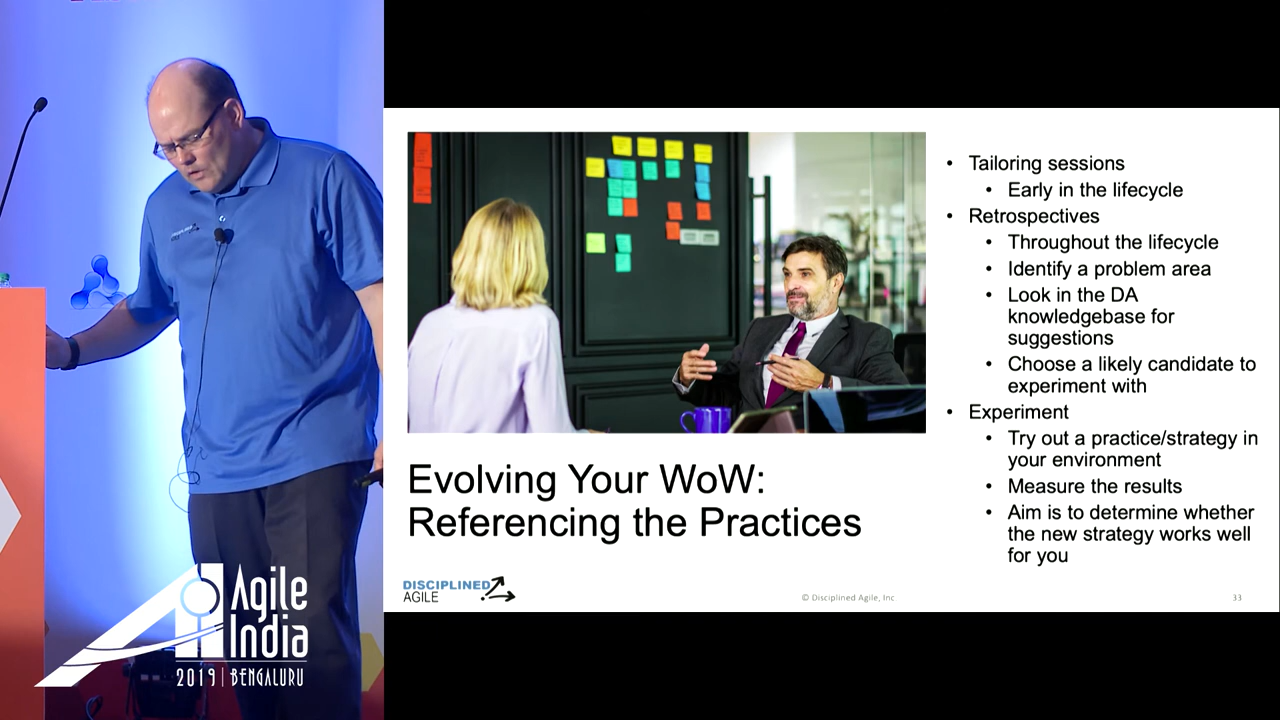 Agile
India
2019 | BENGALURU
• Tailoring sessions
• Early in the lifecycle
• Retrospectives
• Throughout the lifecycle
• Identify a problem area
• Look in the DA
knowledgebase for
suggestions
• Choose a likely candidate to
experiment with
• Experiment
• Try out a practice/strategy in
your environment
• Measure the results
• Aim is to determine whether
the new strategy works well
for you
Evolving Your WoW:
Referencing the Practices
DISCIPLINED
AGILE
© Disciplined Agile, Inc
33